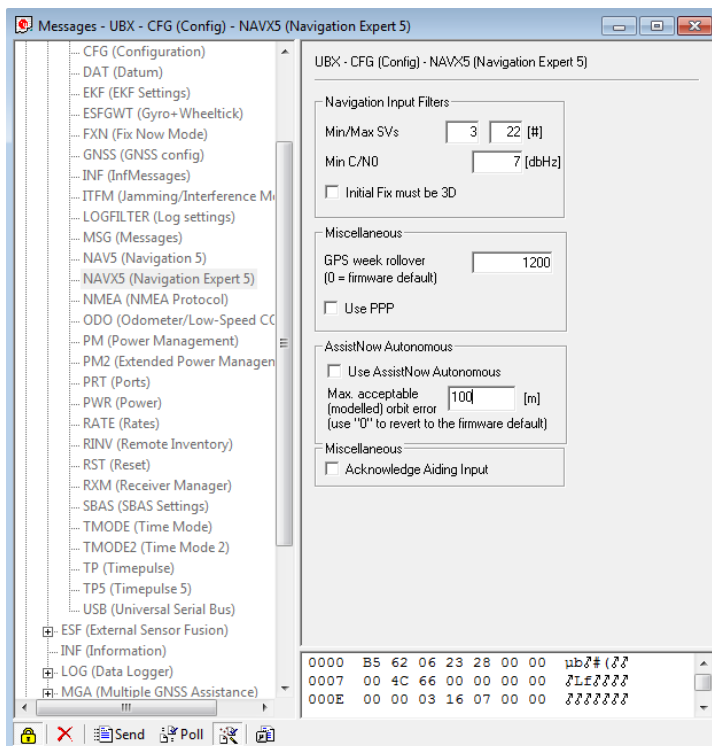 Messages - UBX - CFG (Config) - NAVX5 (Navigation Expert 5)
CFG (Configuration)
DAT (Datum)
EKF (EKF Settings)
ESFGWT (Gyro+Wheeltick)
FXN (Fix Now Mode)
GNSS (GNSS config)
INF (InfMessages)
ITFM (Jamming/Interference Mo
LOGFILTER (Log settings)
MSG (Messages)
NAV5 (Navigation 5)
NAVX5 (Navigation Expert 5)
NMEA (NMEA Protocol)
ODO (Odometer/Low-Speed CO
PM (Power Management)
PM2 (Extended Power Managen
PRT (Ports)
PWR (Power)
RATE (Rates)
RINV (Remote Inventory)
RST (Reset)
RXM (Receiver Manager)
SBAS (SBAS Settings)
TMODE (Time Mode)
TMODE2 (Time Mode 2)
TP (Timepulse)
TP5 (Timepulse 5)
USB (Universal Serial Bus)
ESF (External Sensor Fusion)
INF (Information)
LOG (Data Logger)
MGA (Multiple GNSS Assistance)
UBX - CFG (Config) - NAVX5 (Navigation Expert 5)
Navigation Input Filters
Min/Max SVs 3 22 [#]
Min C/N0 7 [dbHz]
Initial Fix must be 3D
Miscellaneous
GPS week rollover 1200
(0 = firmware default)
Use PPP
AssistNow Autonomous
Use AssistNow Autonomous
Max. acceptable 100 [m]
(modelled) orbit error
(use "0" to revert to the firmware default)
Miscellaneous
Acknowledge Aiding Input
0000 B5 62 06 23 28 00 00 µb
0007 00 4C 66 00 00 00 00
000E 00 00 03 16 07 00 00
Send Poll